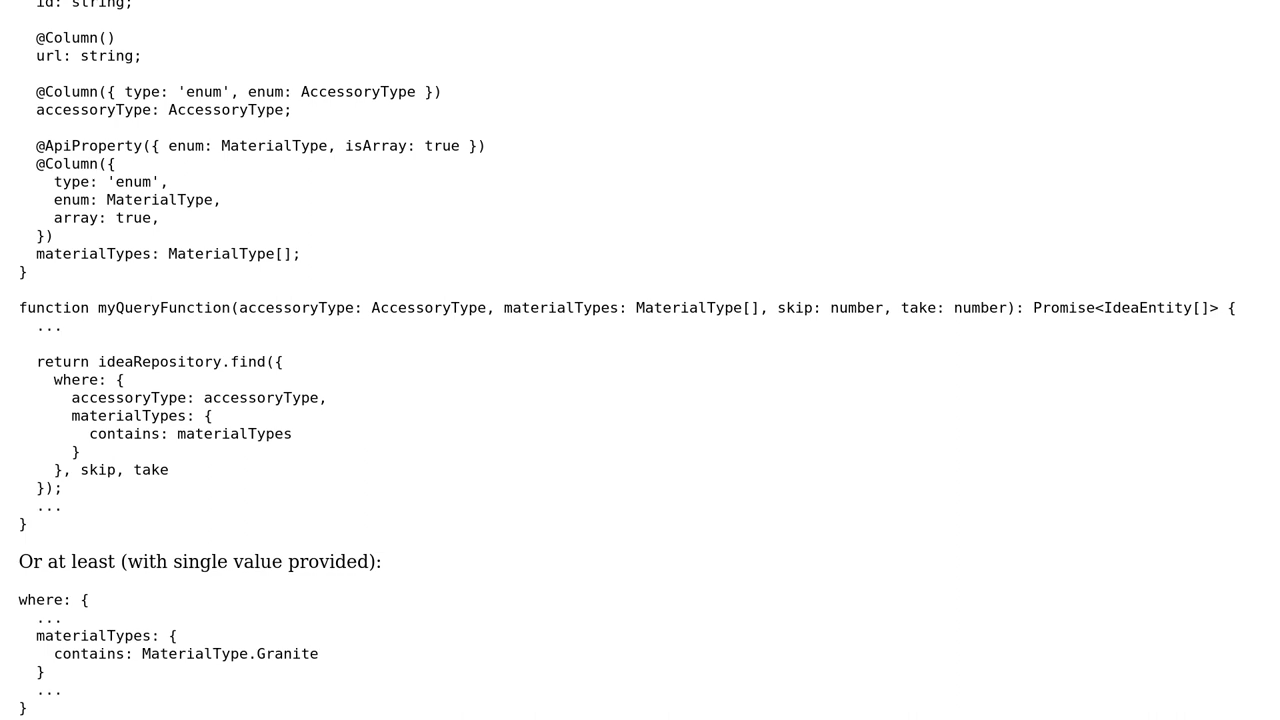 id: string;
@Column()
url: string;
@Column({ type: 'enum', enum: AccessoryType })
accessoryType: AccessoryType;
@ApiProperty({ enum: MaterialType, isArray: true })
@Column({
type: 'enum',
enum: MaterialType,
array: true,
})
materialTypes: MaterialType[];
}
function myQueryFunction(accessoryType: AccessoryType, materialTypes: MaterialType[], skip: number, take: number): Promise<IdeaEntity[]> {
...
return ideaRepository.find({
where: {
accessoryType: accessoryType,
materialTypes: {
contains: materialTypes
}
}, skip, take
});
...
}
Or at least (with single value provided):
where: {
...
materialTypes: {
contains: MaterialType.Granite
}
...
}